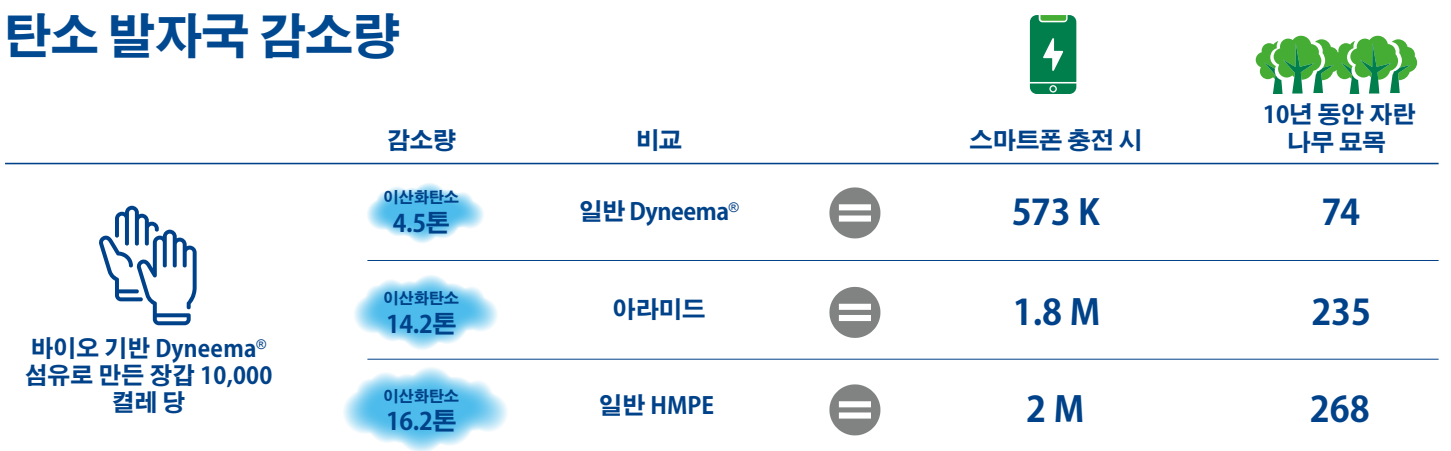 탄소 발자국 감소량
감소량 비교 스마트폰 충전 시 10년 동안 자란
나무 묘목
이산화탄소
4.5톤 일반 Dyneema® 573 K 74
이산화탄소
14.2톤 아라미드 1.8 M 235
이산화탄소
16.2톤 일반 HMPE 2 M 268
바이오 기반 Dyneema®
섬유로 만든 장갑 10,000
켤레 당